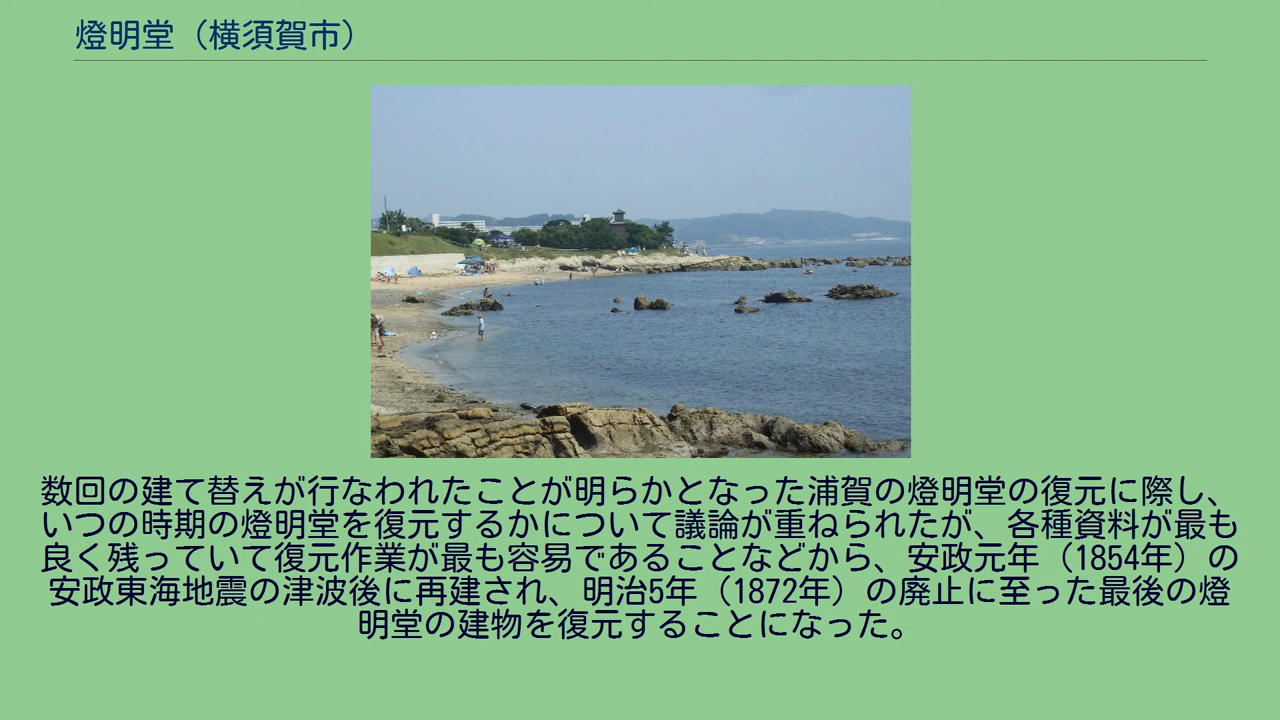 燈明堂（横須賀市）
数回の建て替えが行なわれたことが明らかとなった浦賀の燈明堂の復元に際し、
いつの時期の燈明堂を復元するかについて議論が重ねられたが、各種資料が最も
良く残っていて復元作業が最も容易であることなどから、安政元年（1854年）の
安政東海地震の津波後に再建され、明治5年（1872年）の廃止に至った最後の燈
明堂の建物を復元することになった。